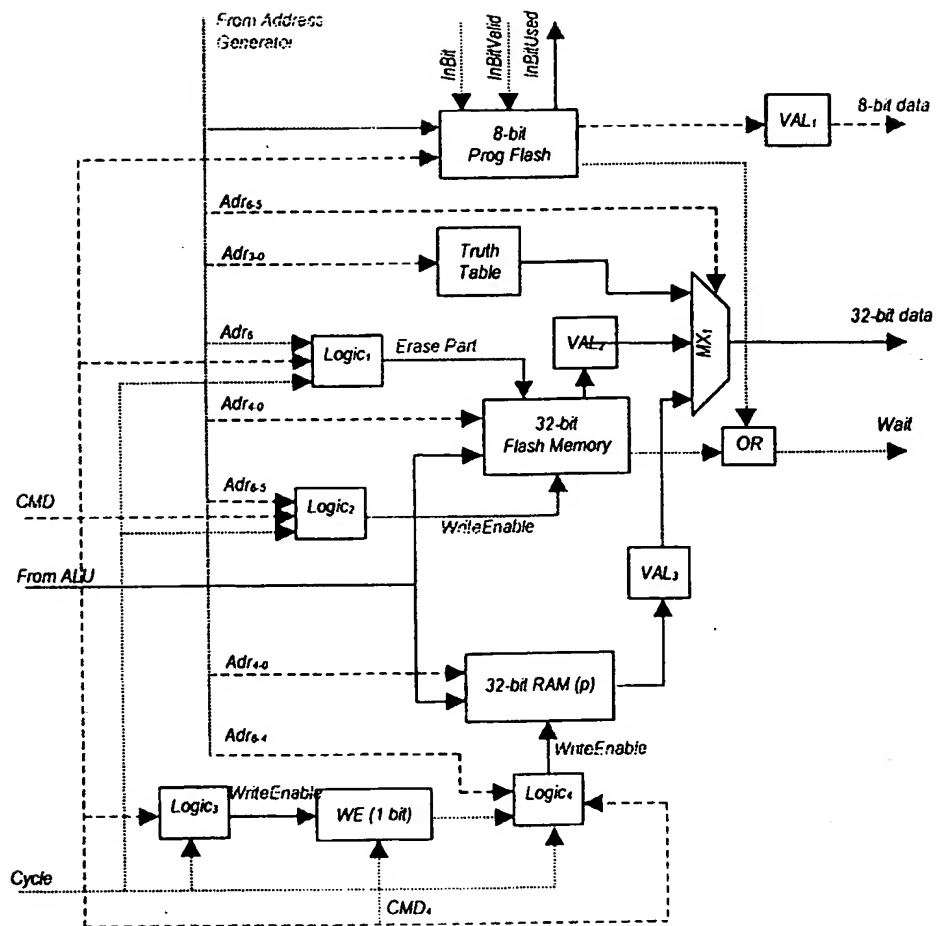 From Address
Generator
InBit
InBitValid
InBitUsed
8-bit
Prog Flash
VAL₁
8-bit data
Adr₆₋₅
Adr₃₋₀
Truth
Table
MX₁
32-bit data
Adr₅
Logic₁
Erase Part
VAL₂
Adr₄₋₀
32-bit
Flash Memory
OR
Wait
Adr₆₋₅
CMD
Logic₂
WriteEnable
From ALU
VAL₃
Adr₄₋₀
32-bit RAM (p)
Adr₆₋₄
WriteEnable
Logic₃
WriteEnable
WE (1 bit)
Logic₄
Cycle
CMD₄